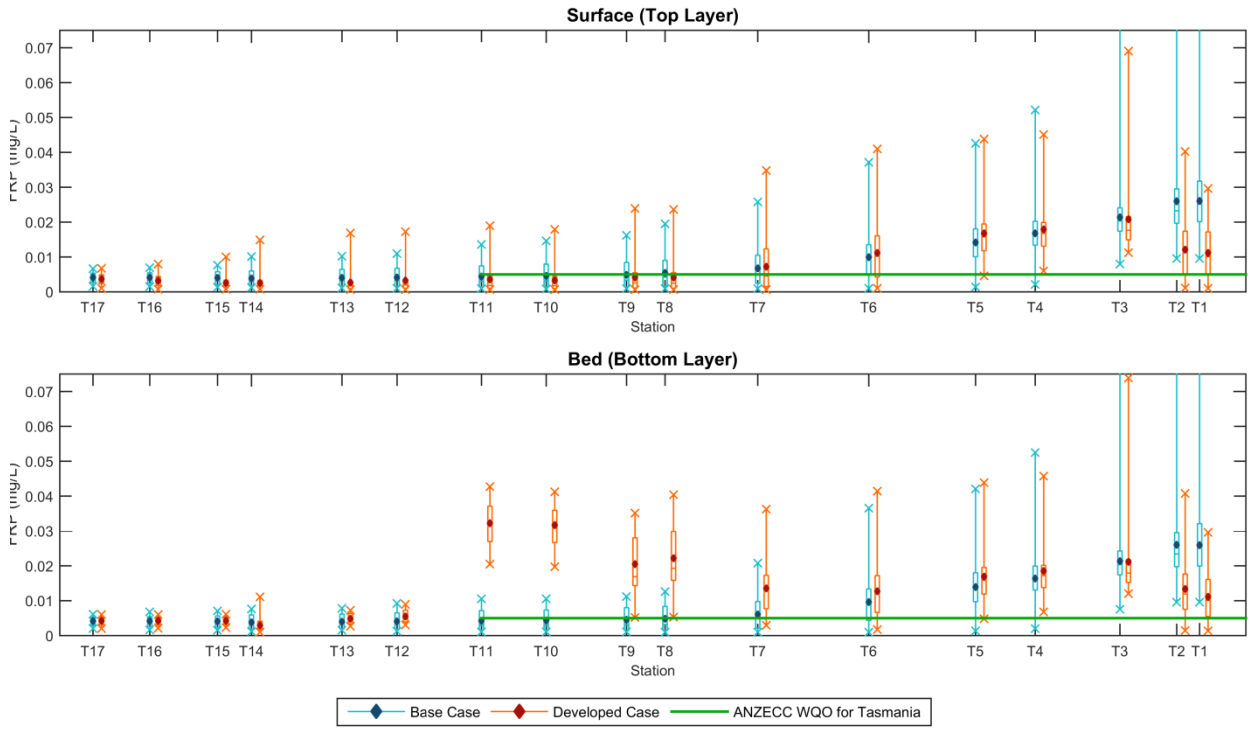 Surface (Top Layer)
0.07
0.06
0.05
0.04
0.03
0.02
0.01
0
FRP (mg/L)
T17 T16 T15 T14 T13 T12 T11 T10 T9 T8 T7 T6 T5 T4 T3 T2 T1
Station
Bed (Bottom Layer)
0.07
0.06
0.05
0.04
0.03
0.02
0.01
0
FRP (mg/L)
T17 T16 T15 T14 T13 T12 T11 T10 T9 T8 T7 T6 T5 T4 T3 T2 T1
Station
Base Case Developed Case ANZECC WQO for Tasmania